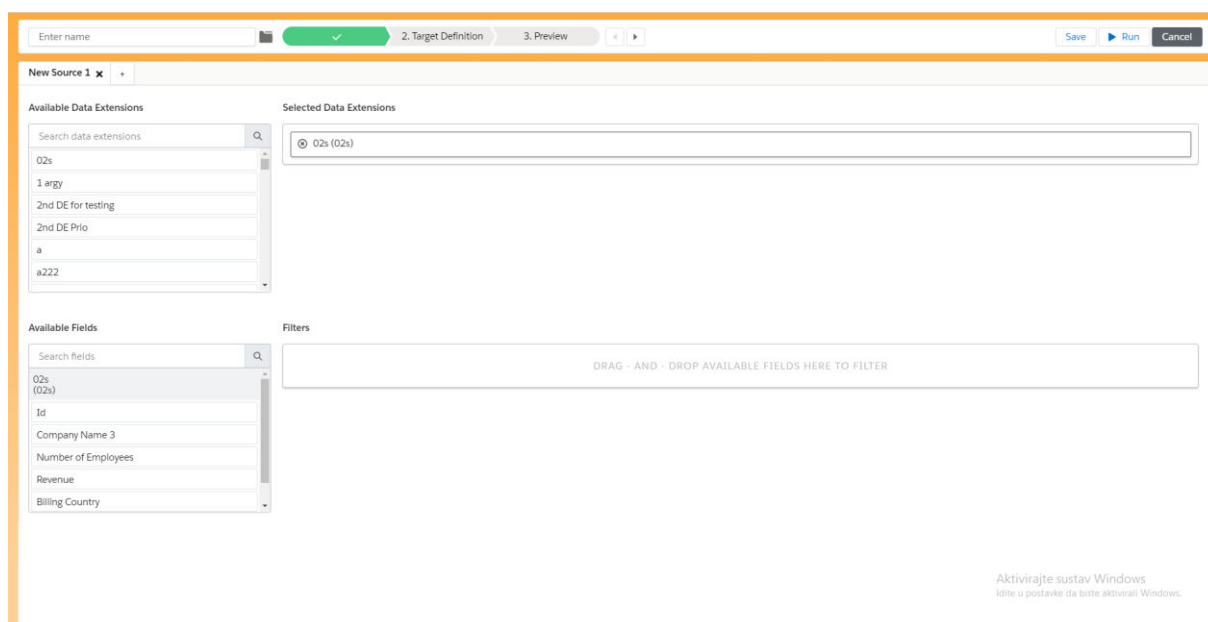 Enter name
2. Target Definition
3. Preview
Save
Run
Cancel
New Source 1
+
Available Data Extensions
Selected Data Extensions
Search data extensions
02s (02s)
02s
1 argy
2nd DE for testing
2nd DE Prio
a
a222
Available Fields
Filters
Search fields
DRAG - AND - DROP AVAILABLE FIELDS HERE TO FILTER
02s
(02s)
Id
Company Name 3
Number of Employees
Revenue
Billing Country
Aktivirajte sustav Windows
Idite u postavke da biste aktivirali Windows.